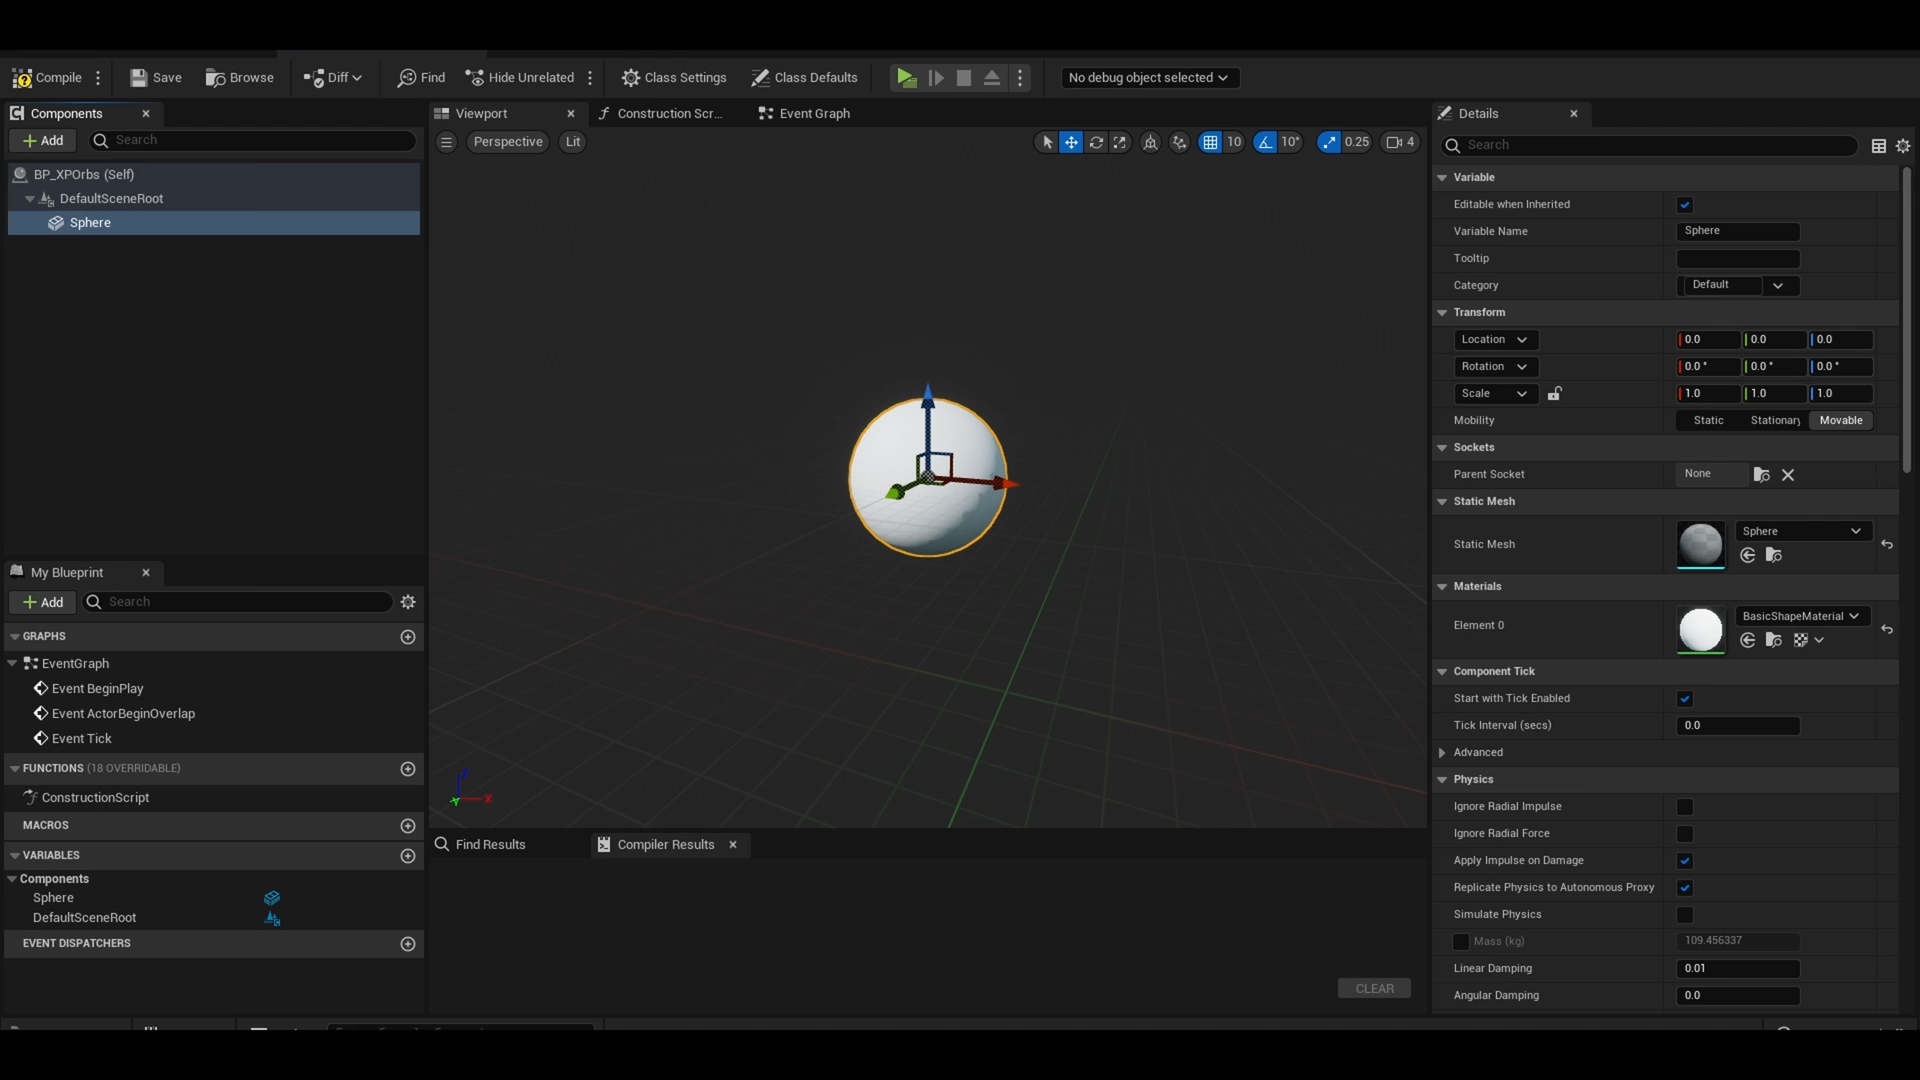 Compile
Save
Browse
Diff
Find
Hide Unrelated
Class Settings
Class Defaults
No debug object selected
Components
Add
Search
BP_XPOrbs (Self)
DefaultSceneRoot
Sphere
My Blueprint
Add
Search
GRAPHS
EventGraph
Event BeginPlay
Event ActorBeginOverlap
Event Tick
FUNCTIONS (18 OVERRIDABLE)
ConstructionScript
MACROS
VARIABLES
Components
Sphere
DefaultSceneRoot
EVENT DISPATCHERS
Viewport
Construction Scr...
Event Graph
Perspective
Lit
10
10°
0.25
4
Z
X
Y
Find Results
Compiler Results
CLEAR
Details
Search
Variable
Editable when Inherited
Variable Name Sphere
Tooltip
Category Default
Transform
Location 0.0 0.0 0.0
Rotation 0.0 ° 0.0 ° 0.0 °
Scale 1.0 1.0 1.0
Mobility Static Stationary Movable
Sockets
Parent Socket None
Static Mesh
Static Mesh Sphere
Materials
Element 0 BasicShapeMaterial
Component Tick
Start with Tick Enabled
Tick Interval (secs) 0.0
Advanced
Physics
Ignore Radial Impulse
Ignore Radial Force
Apply Impulse on Damage
Replicate Physics to Autonomous Proxy
Simulate Physics
Mass (kg) 109.456337
Linear Damping 0.01
Angular Damping 0.0